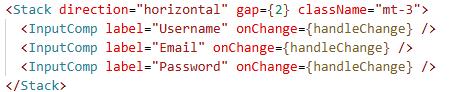 <Stack direction="horizontal" gap={2} className="mt-3">
<InputComp label="Username" onChange={handleChange} />
<InputComp label="Email" onChange={handleChange} />
<InputComp label="Password" onChange={handleChange} />
</Stack>